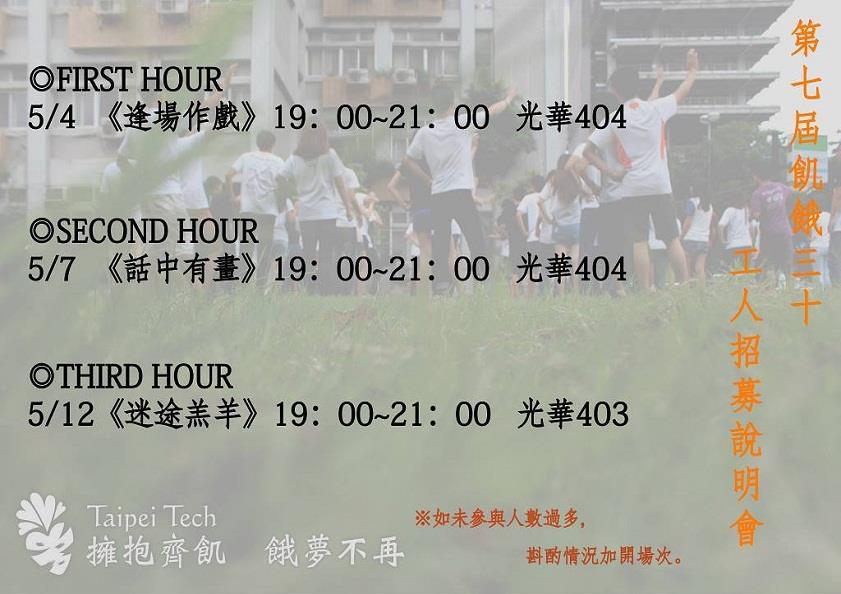 ◎FIRST HOUR
5/4 《逢場作戲》19：00~21：00 光華404
◎SECOND HOUR
5/7 《話中有畫》19：00~21：00 光華404
◎THIRD HOUR
5/12《迷途羔羊》19：00~21：00 光華403
第七屆飢餓三十
工人招募說明會
※如未參與人數過多，
斟酌情況加開場次。
Taipei Tech
擁抱齊飢 餓夢不再